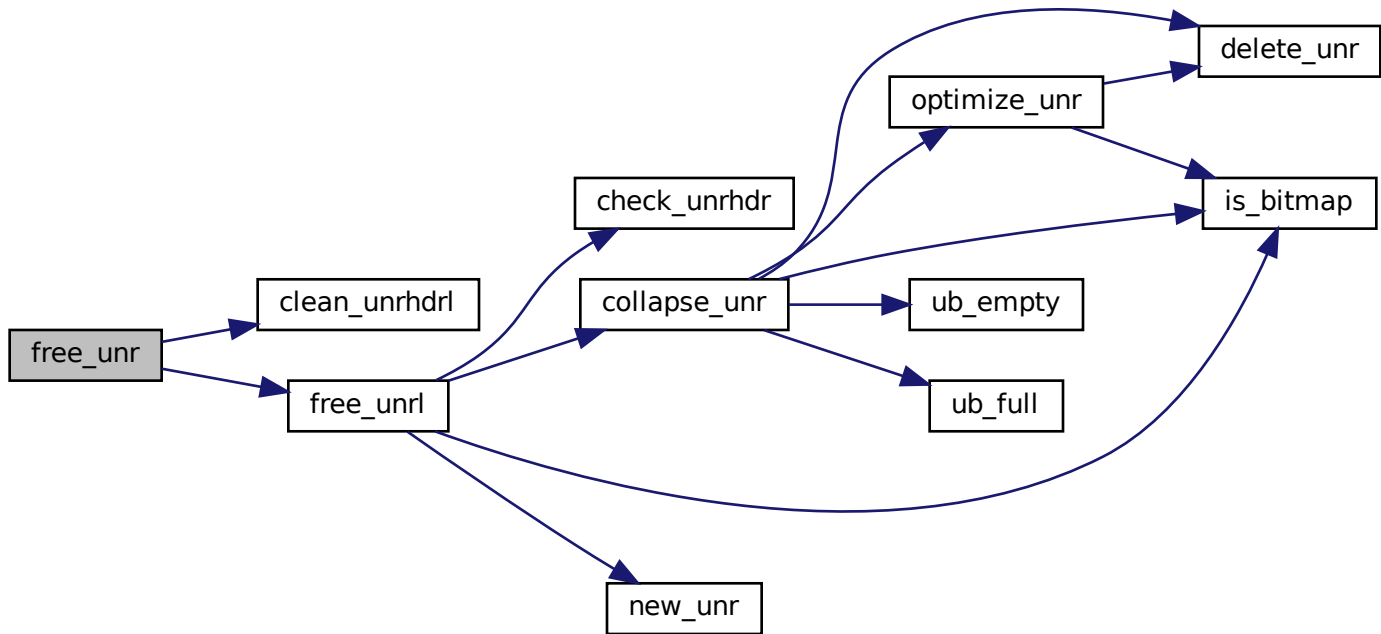 delete_unr
optimize_unr
check_unrhdr
is_bitmap
clean_unrhdrl
collapse_unr
ub_empty
free_unr
free_unrl
ub_full
new_unr